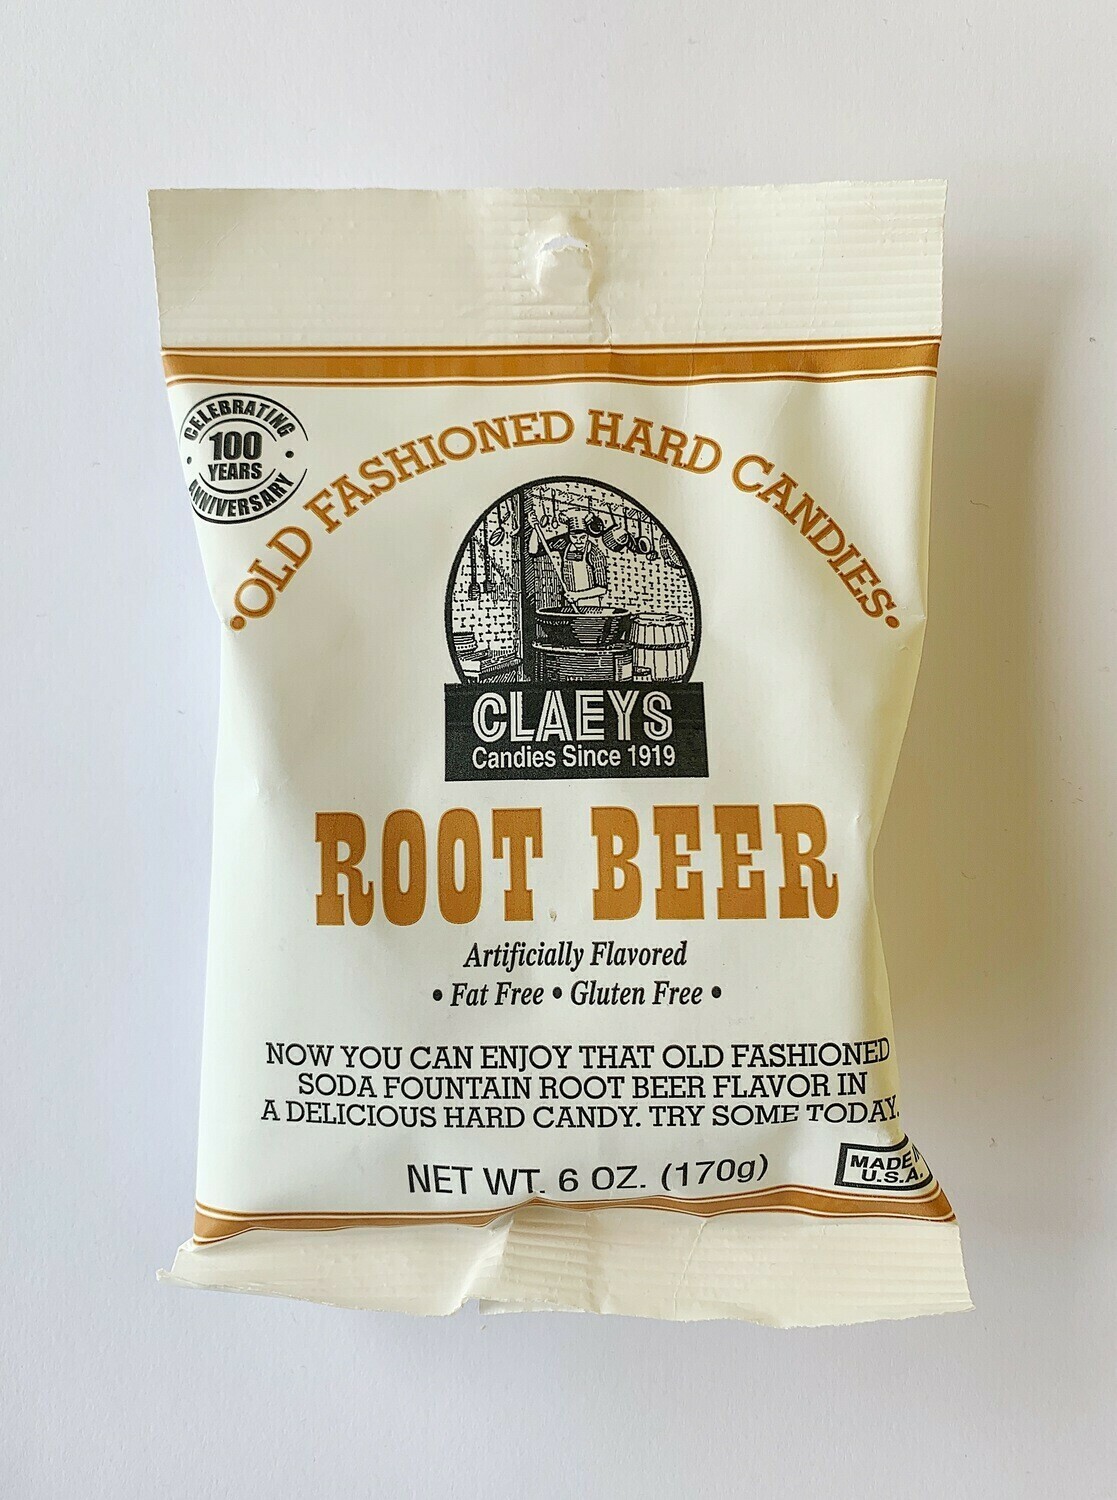 CELEBRATING
100
YEARS
ANNIVERSARY
•OLD FASHIONED HARD CANDIES•
CLAEYS
Candies Since 1919
ROOT BEER
Artificially Flavored
• Fat Free • Gluten Free •
NOW YOU CAN ENJOY THAT OLD FASHIONED
SODA FOUNTAIN ROOT BEER FLAVOR IN
A DELICIOUS HARD CANDY. TRY SOME TODAY.
NET WT. 6 OZ. (170g)
MADE IN
U.S.A.